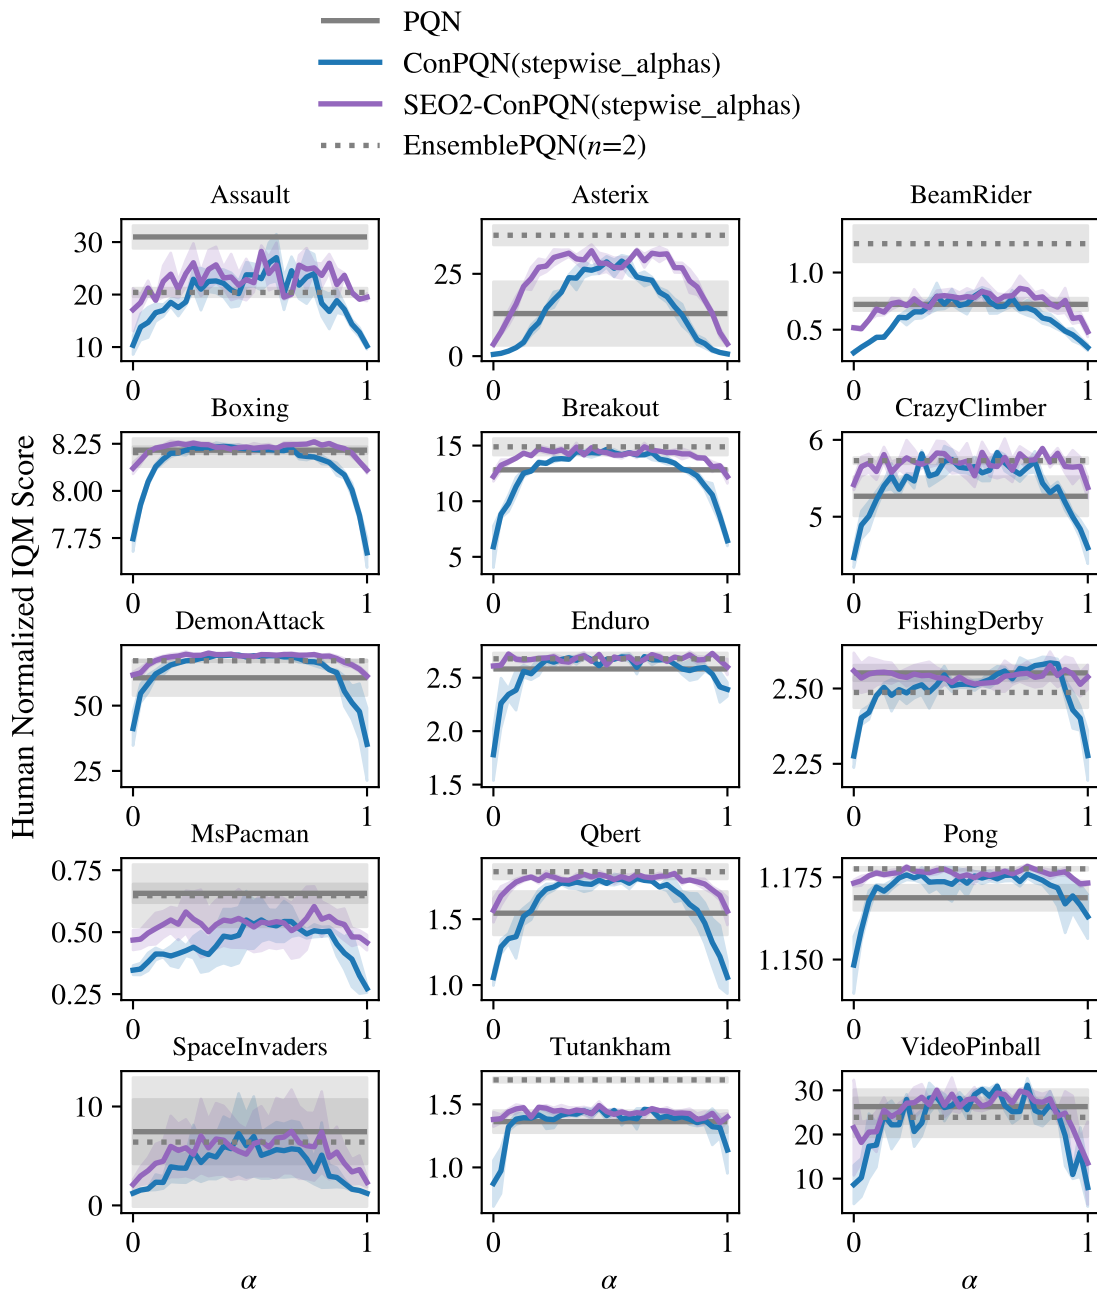 PQN
ConPQN(stepwise_alphas)
SEO2-ConPQN(stepwise_alphas)
EnsemblePQN(n=2)
Human Normalized IQM Score
Assault
30
20
10
0 1
Asterix
25
0
0 1
BeamRider
1.0
0.5
0 1
Boxing
8.25
8.00
7.75
0 1
Breakout
15
10
5
0 1
CrazyClimber
6
5
0 1
DemonAttack
50
25
0 1
Enduro
2.5
2.0
1.5
0 1
FishingDerby
2.50
2.25
0 1
MsPacman
0.75
0.50
0.25
0 1
Qbert
1.5
1.0
0 1
Pong
1.175
1.150
0 1
SpaceInvaders
10
0
0 1
α
Tutankham
1.5
1.0
0 1
α
VideoPinball
30
20
10
0 1
α